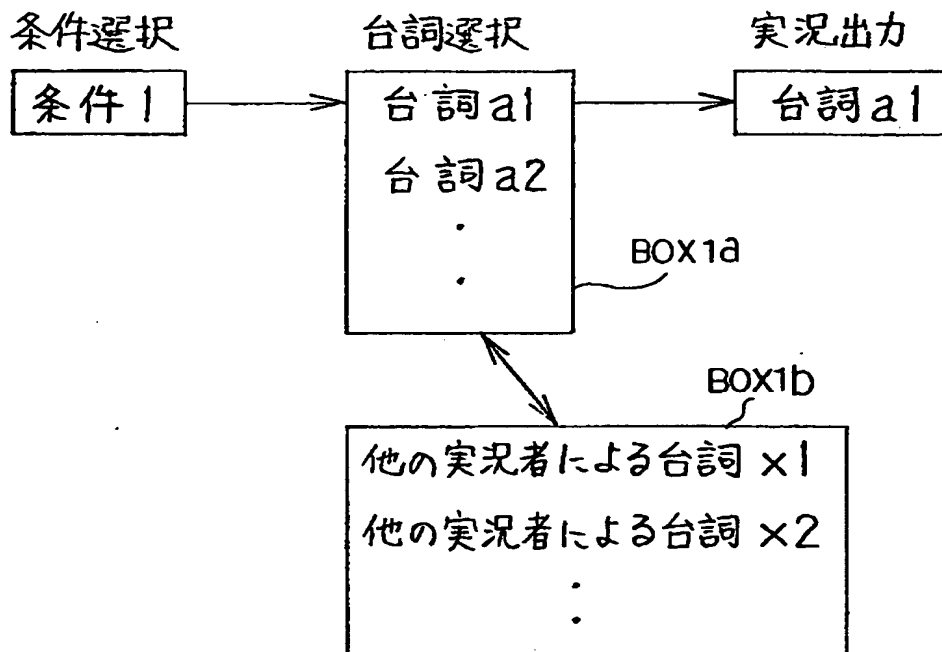 条件選択 台詞選択 実況出力
条件1 台詞a1 台詞a1
台詞a2
・
・
BOX1a
BOX1b
他の実況者による台詞 x1
他の実況者による台詞 x2
・
・